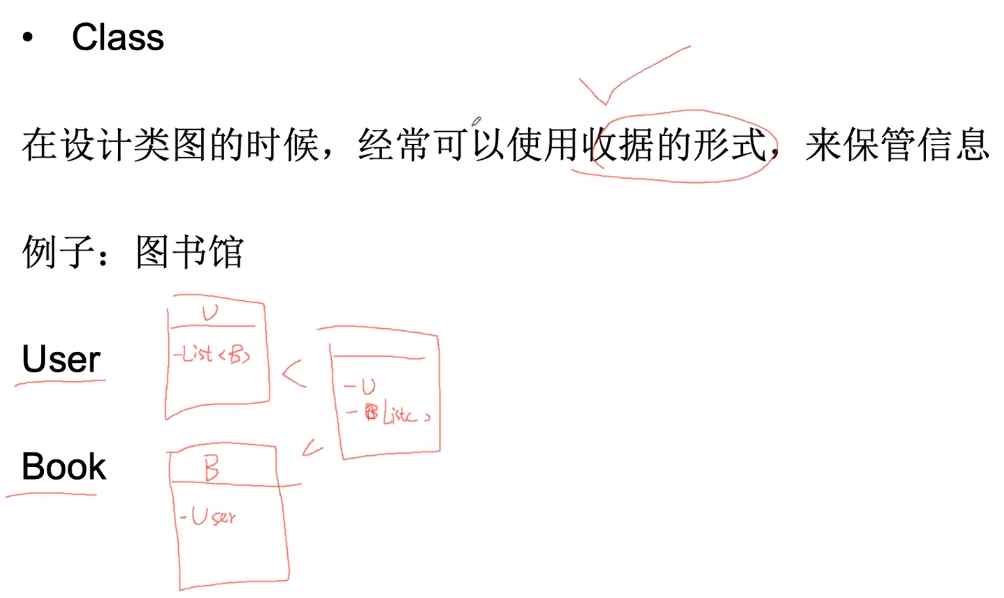 • Class
在设计类图的时候，经常可以使用收据的形式，来保管信息
例子：图书馆
U
-List<B>
User
-U
-B List< >
Book
B
-User